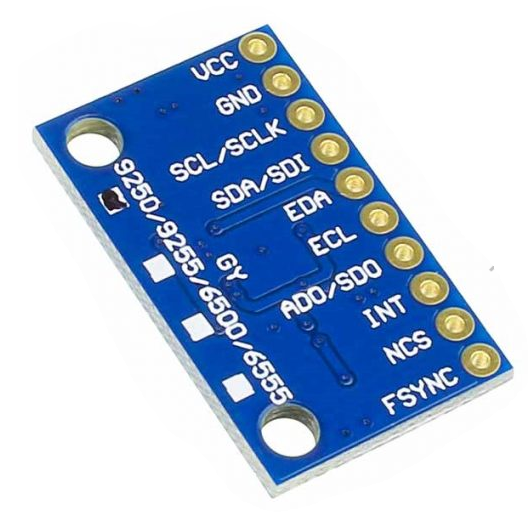 VCC
GND
SCL/SCLK
SDA/SDI
EDA
ECL
ADO/SDO
INT
NCS
FSYNC
GY
9250/9255/6500/6555